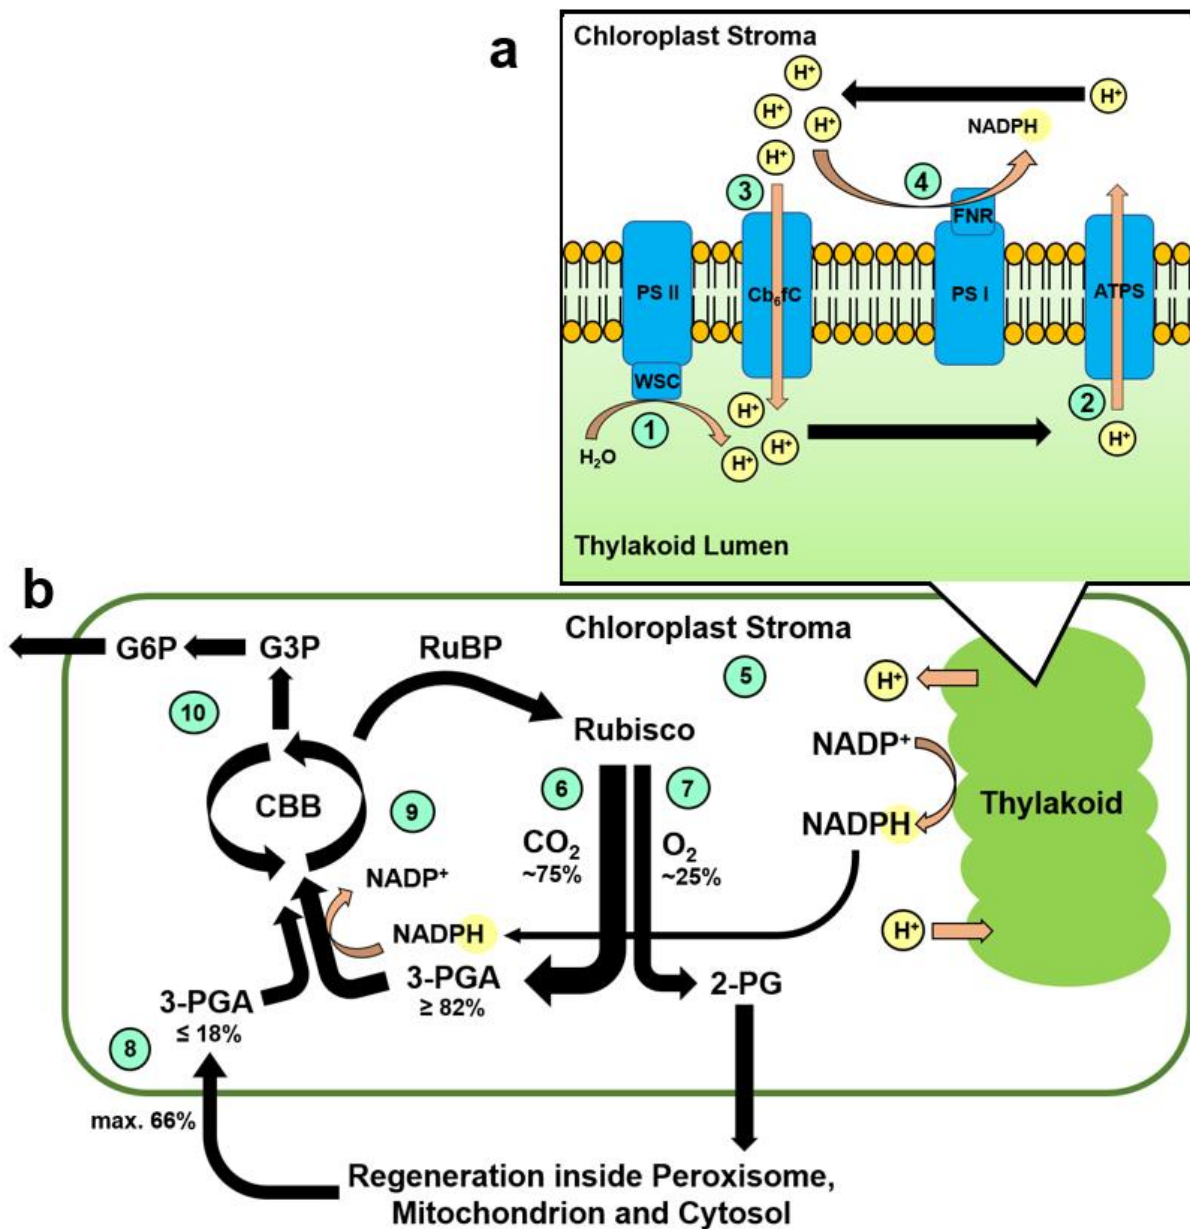 a
Chloroplast Stroma
H⁺
H⁺
H⁺
H⁺
H⁺
NADPH
3
4
FNR
PS II
Cb₆fC
PS I
ATPS
WSC
1
2
H₂O
H⁺
H⁺
H⁺
H⁺
Thylakoid Lumen
b
Chloroplast Stroma
G6P
G3P
RuBP
5
H⁺
10
Rubisco
NADP⁺
CBB
9
6
7
NADPH
Thylakoid
CO₂
~75%
O₂
~25%
NADP⁺
NADPH
H⁺
3-PGA
≥ 82%
2-PG
3-PGA
≤ 18%
8
max. 66%
Regeneration inside Peroxisome,
Mitochondrion and Cytosol